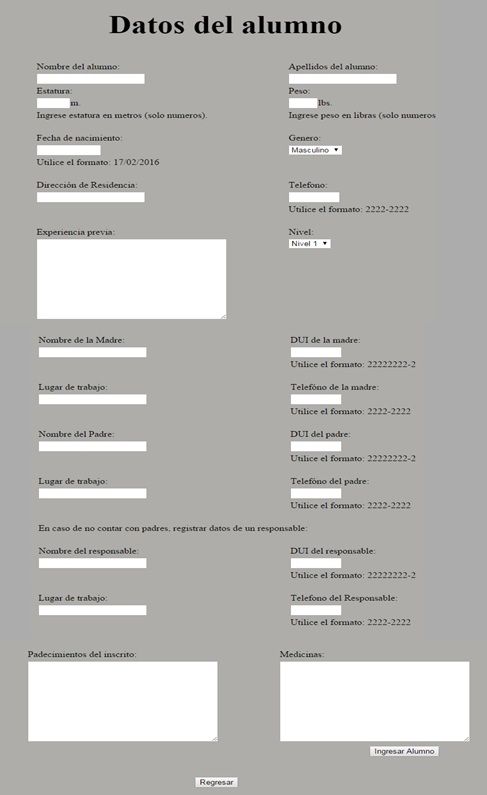 Datos del alumno
Nombre del alumno: Apellidos del alumno:
Estatura: Peso:
m. lbs.
Ingrese estatura en metros (solo numeros). Ingrese peso en libras (solo numeros
Fecha de nacimiento: Genero:
Masculino
Utilice el formato: 17/02/2016
Dirección de Residencia: Telefono:
Utilice el formato: 2222-2222
Experiencia previa: Nivel:
Nivel 1
Nombre de la Madre: DUI de la madre:
Utilice el formato: 22222222-2
Lugar de trabajo: Telefóno de la madre:
Utilice el formato: 2222-2222
Nombre del Padre: DUI del padre:
Utilice el formato: 22222222-2
Lugar de trabajo: Telefóno del padre:
Utilice el formato: 2222-2222
En caso de no contar con padres, registrar datos de un responsable:
Nombre del responsable: DUI del responsable:
Utilice el formato: 22222222-2
Lugar de trabajo: Telefono del Responsable:
Utilice el formato: 2222-2222
Padecimientos del inscrito: Medicinas:
Ingresar Alumno
Regresar